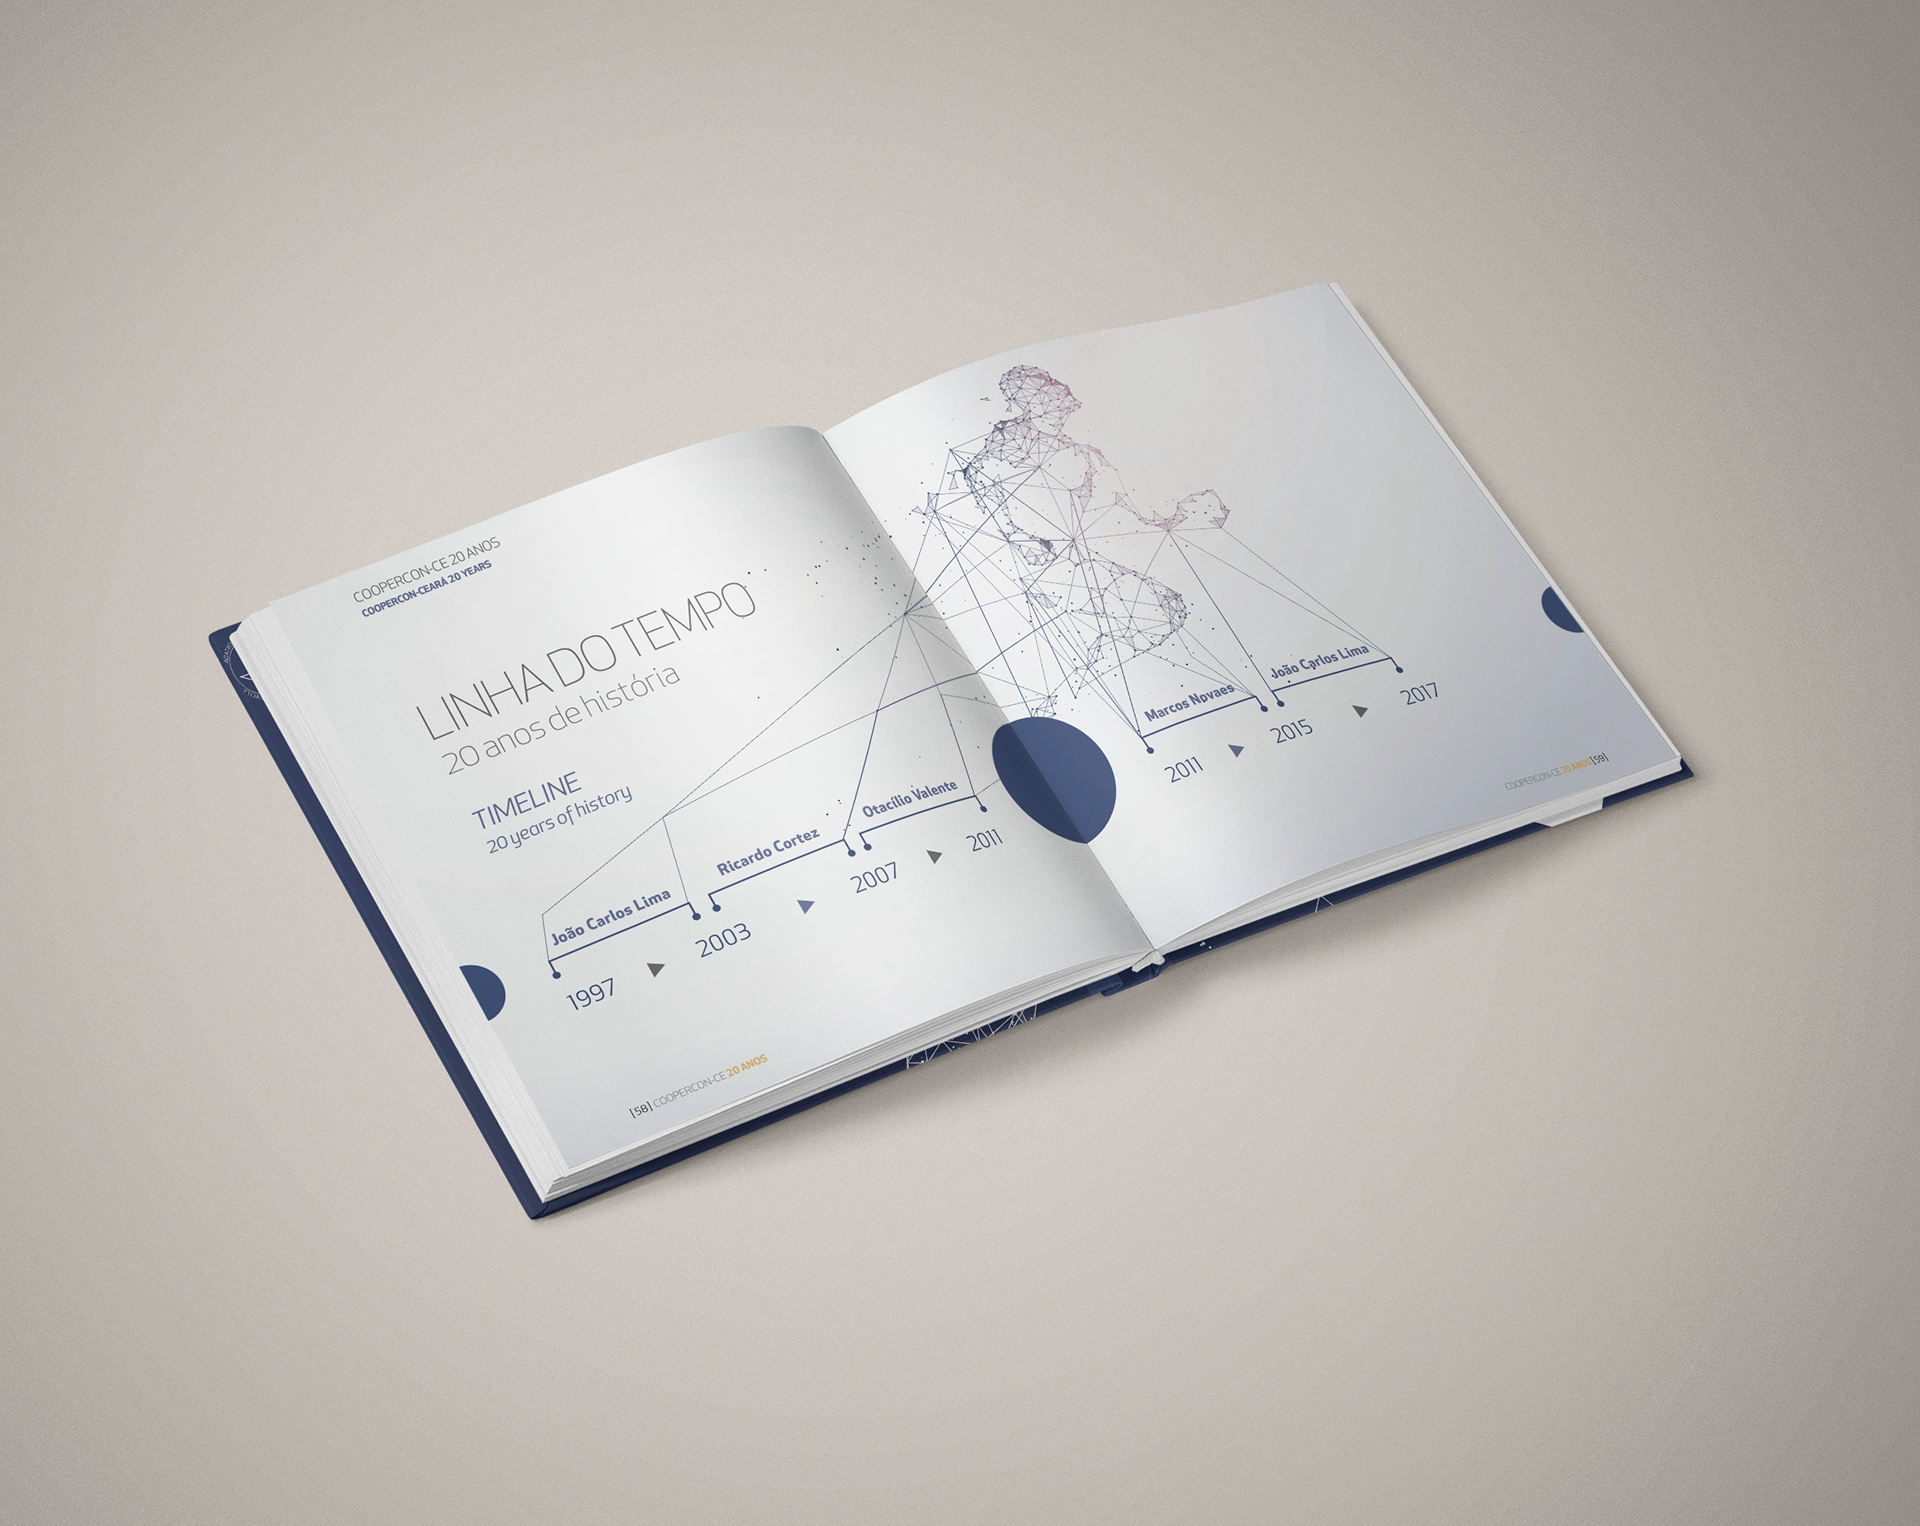 COOPERCON-CE 20 ANOS
COOPERCON-CEARÁ 20 YEARS
LINHA DO TEMPO
20 anos de história
TIMELINE
20 years of history
João Carlos Lima
1997
2003
Ricardo Cortez
2007
Otacílio Valente
2011
[58] COOPERCON-CE 20 ANOS
Marcos Novaes
2011
2015
João Carlos Lima
2017
COOPERCON-CE 20 ANOS [59]